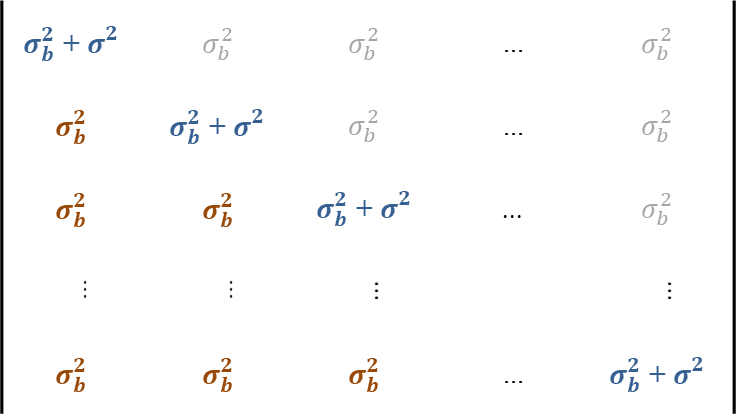 σ_b^2 + σ^2 σ_b^2 σ_b^2 … σ_b^2
σ_b^2 σ_b^2 + σ^2 σ_b^2 … σ_b^2
σ_b^2 σ_b^2 σ_b^2 + σ^2 … σ_b^2
⋮ ⋮ ⋮ ⋮
σ_b^2 σ_b^2 σ_b^2 … σ_b^2 + σ^2